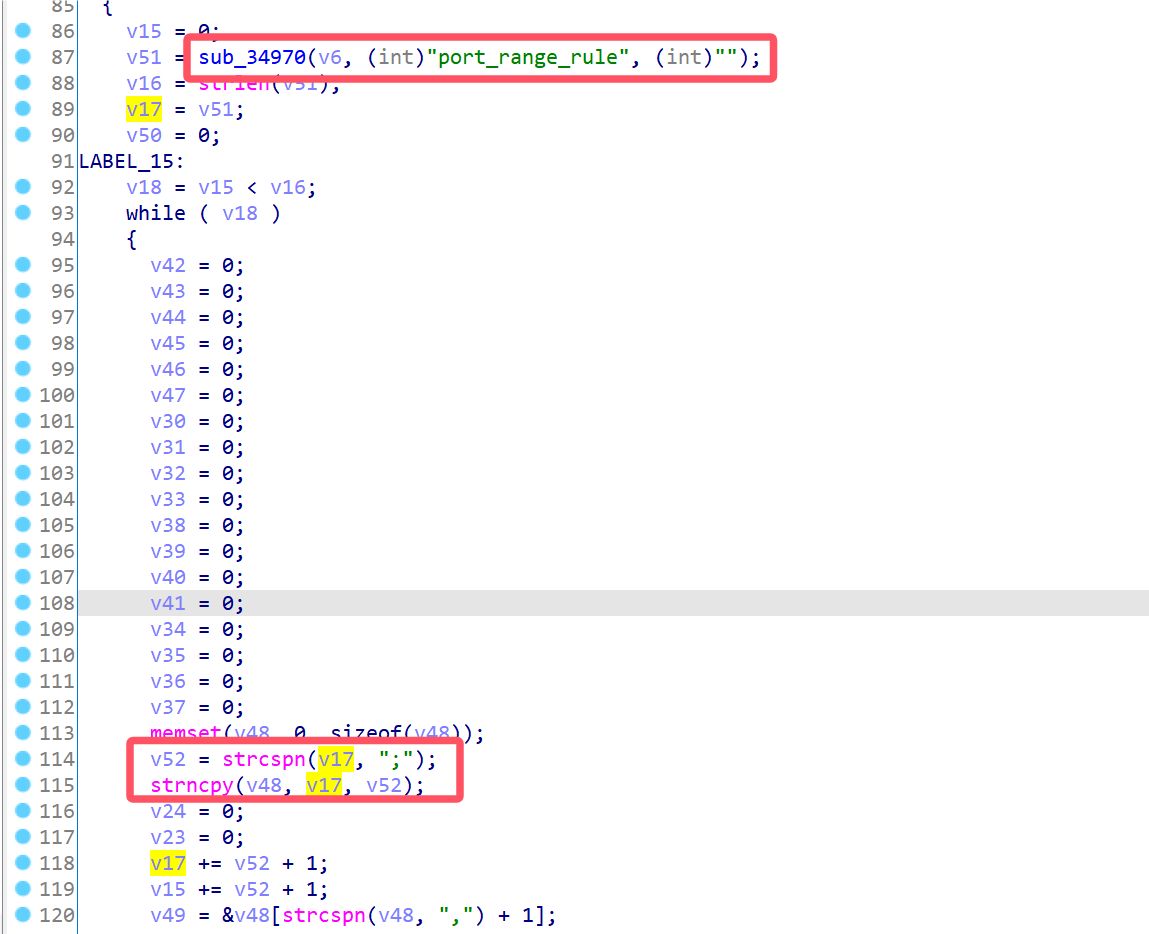 85 {
86 v15 = 0;
87 v51 = sub_34970(v6, (int)"port_range_rule", (int)"");
88 v16 = strlen(v51);
89 v17 = v51;
90 v50 = 0;
91 LABEL_15:
92 v18 = v15 < v16;
93 while ( v18 )
94 {
95 v42 = 0;
96 v43 = 0;
97 v44 = 0;
98 v45 = 0;
99 v46 = 0;
100 v47 = 0;
101 v30 = 0;
102 v31 = 0;
103 v32 = 0;
104 v33 = 0;
105 v38 = 0;
106 v39 = 0;
107 v40 = 0;
108 v41 = 0;
109 v34 = 0;
110 v35 = 0;
111 v36 = 0;
112 v37 = 0;
113 memset(v48, 0, sizeof(v48));
114 v52 = strcspn(v17, ";");
115 strncpy(v48, v17, v52);
116 v24 = 0;
117 v23 = 0;
118 v17 += v52 + 1;
119 v15 += v52 + 1;
120 v49 = &v48[strcspn(v48, ",") + 1];